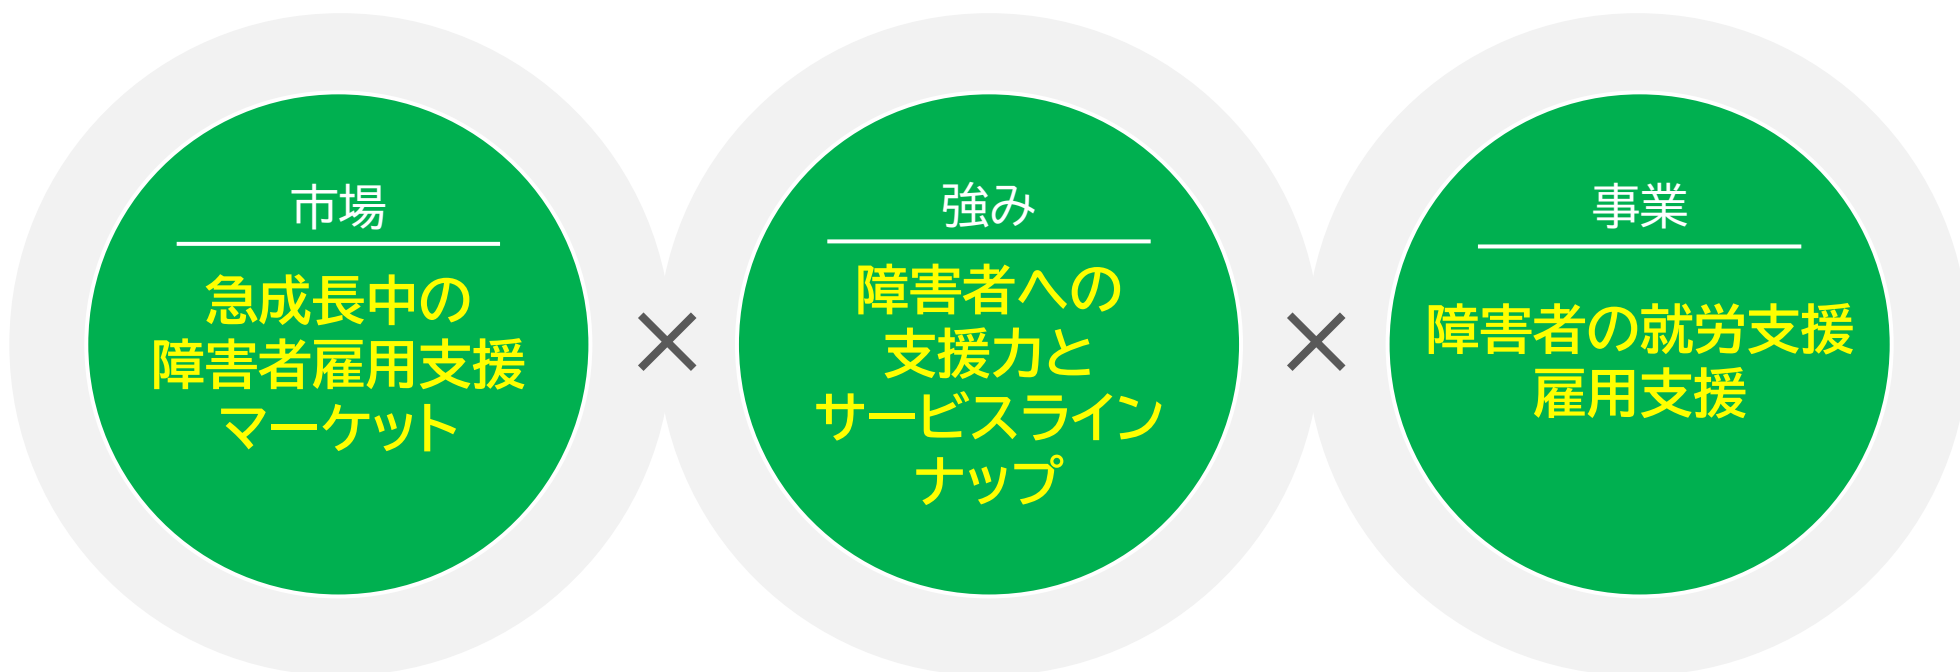 市場
急成長中の
障害者雇用支援
マーケット
×
強み
障害者への
支援力と
サービスライン
ナップ
×
事業
障害者の就労支援
雇用支援